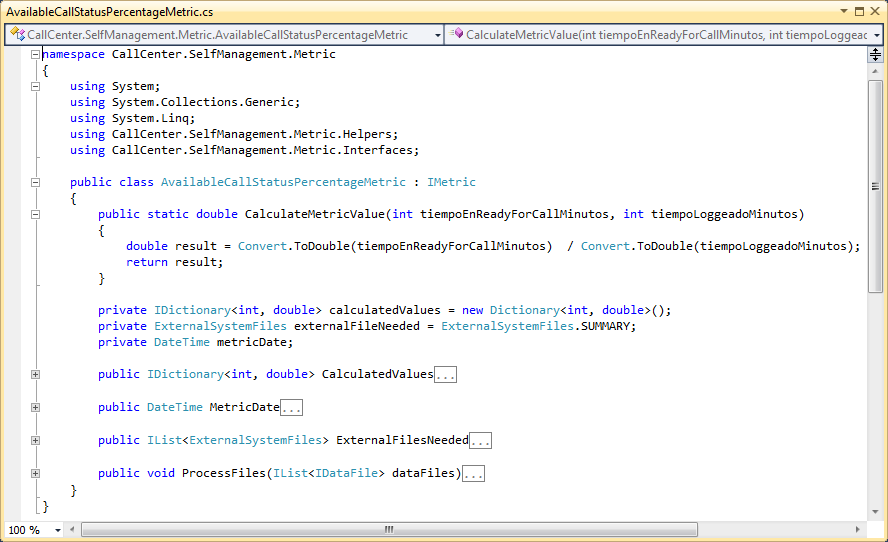 AvailableCallStatusPercentageMetric.cs
CallCenter.SelfManagement.Metric.AvailableCallStatusPercentageMetric
CalculateMetricValue(int tiempoEnReadyForCallMinutos, int tiempoLoggeac
namespace CallCenter.SelfManagement.Metric
{
using System;
using System.Collections.Generic;
using System.Linq;
using CallCenter.SelfManagement.Metric.Helpers;
using CallCenter.SelfManagement.Metric.Interfaces;
public class AvailableCallStatusPercentageMetric : IMetric
{
public static double CalculateMetricValue(int tiempoEnReadyForCallMinutos, int tiempoLoggeadoMinutos)
{
double result = Convert.ToDouble(tiempoEnReadyForCallMinutos)  / Convert.ToDouble(tiempoLoggeadoMinutos);
return result;
}
private IDictionary<int, double> calculatedValues = new Dictionary<int, double>();
private ExternalSystemFiles externalFileNeeded = ExternalSystemFiles.SUMMARY;
private DateTime metricDate;
public IDictionary<int, double> CalculatedValues...
public DateTime MetricDate...
public IList<ExternalSystemFiles> ExternalFilesNeeded...
public void ProcessFiles(IList<IDataFile> dataFiles)...
}
}
100 %